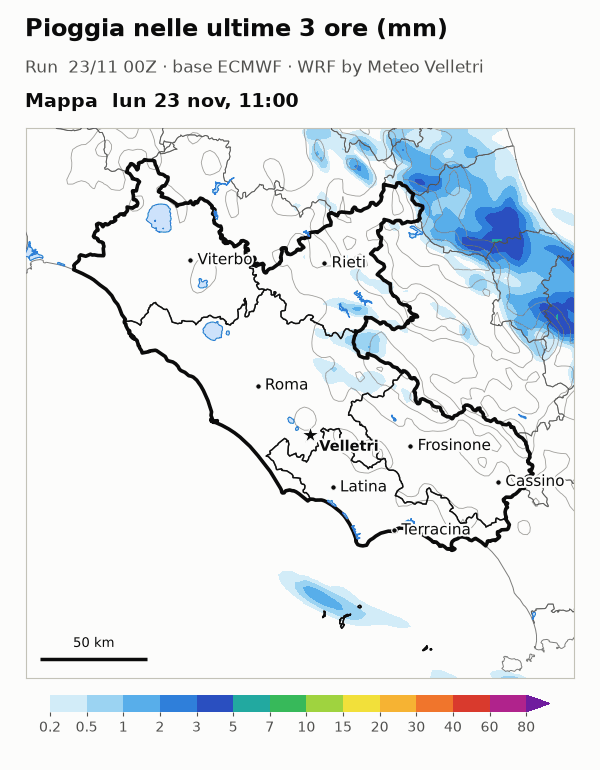 Pioggia nelle ultime 3 ore (mm)
Run  23/11 00Z · base ECMWF · WRF by Meteo Velletri
Mappa  lun 23 nov, 11:00
Viterbo
Rieti
Roma
Velletri
Frosinone
Cassino
Latina
Terracina
50 km
0.2 0.5 1 2 3 5 7 10 15 20 30 40 60 80